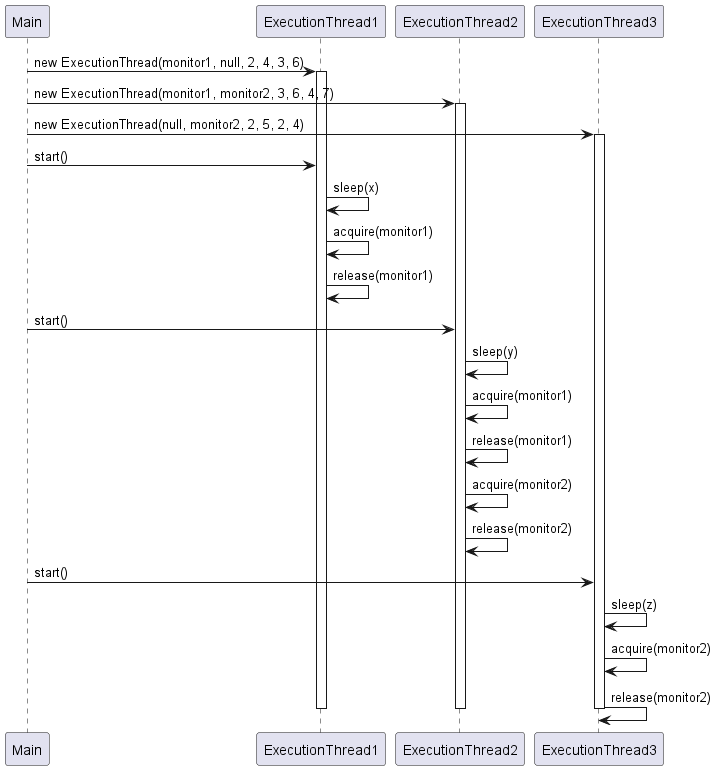 Main ExecutionThread1 ExecutionThread2 ExecutionThread3
new ExecutionThread(monitor1, null, 2, 4, 3, 6)
new ExecutionThread(monitor1, monitor2, 3, 6, 4, 7)
new ExecutionThread(null, monitor2, 2, 5, 2, 4)
start()
sleep(x)
acquire(monitor1)
release(monitor1)
start()
sleep(y)
acquire(monitor1)
release(monitor1)
acquire(monitor2)
release(monitor2)
start()
sleep(z)
acquire(monitor2)
release(monitor2)
Main ExecutionThread1 ExecutionThread2 ExecutionThread3